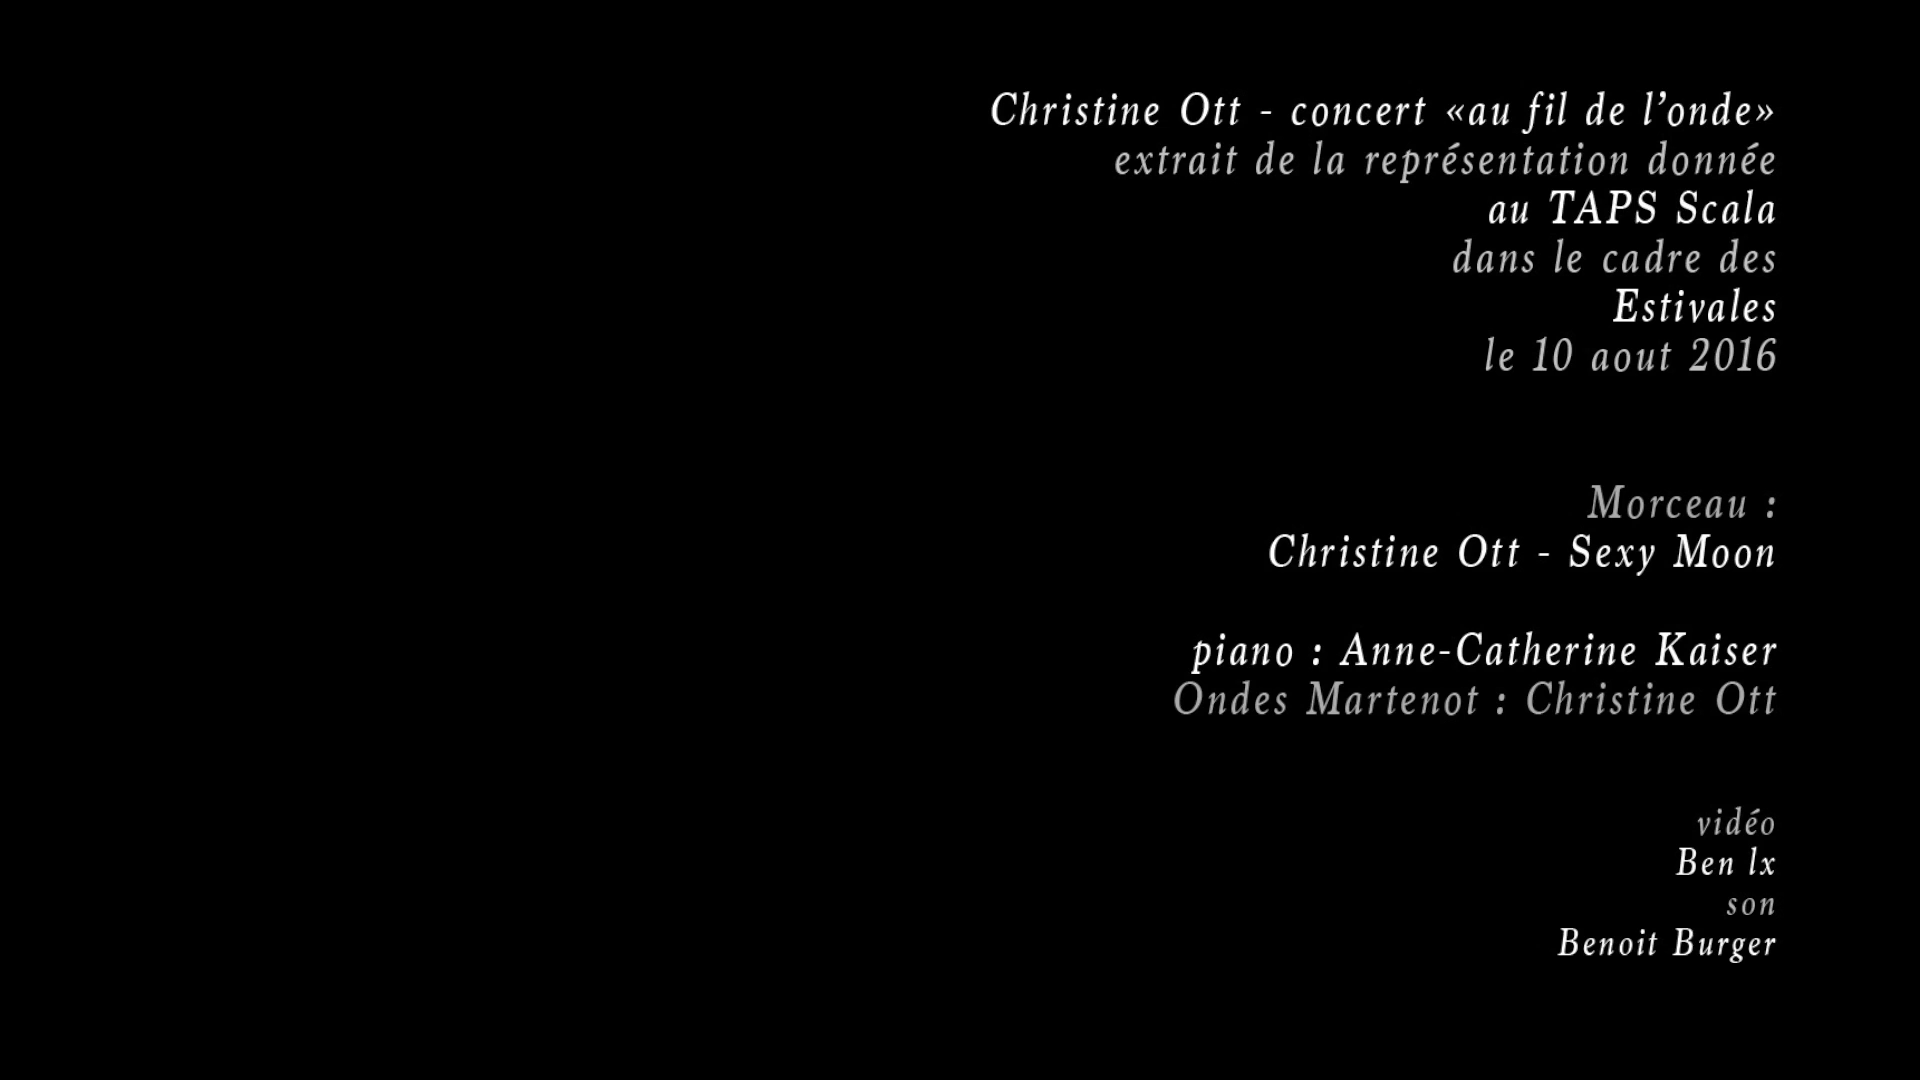 Christine Ott - concert «au fil de l’onde»
extrait de la représentation donnée
au TAPS Scala
dans le cadre des
Estivales
le 10 aout 2016
Morceau :
Christine Ott - Sexy Moon
piano : Anne-Catherine Kaiser
Ondes Martenot : Christine Ott
vidéo
Ben lx
son
Benoit Burger